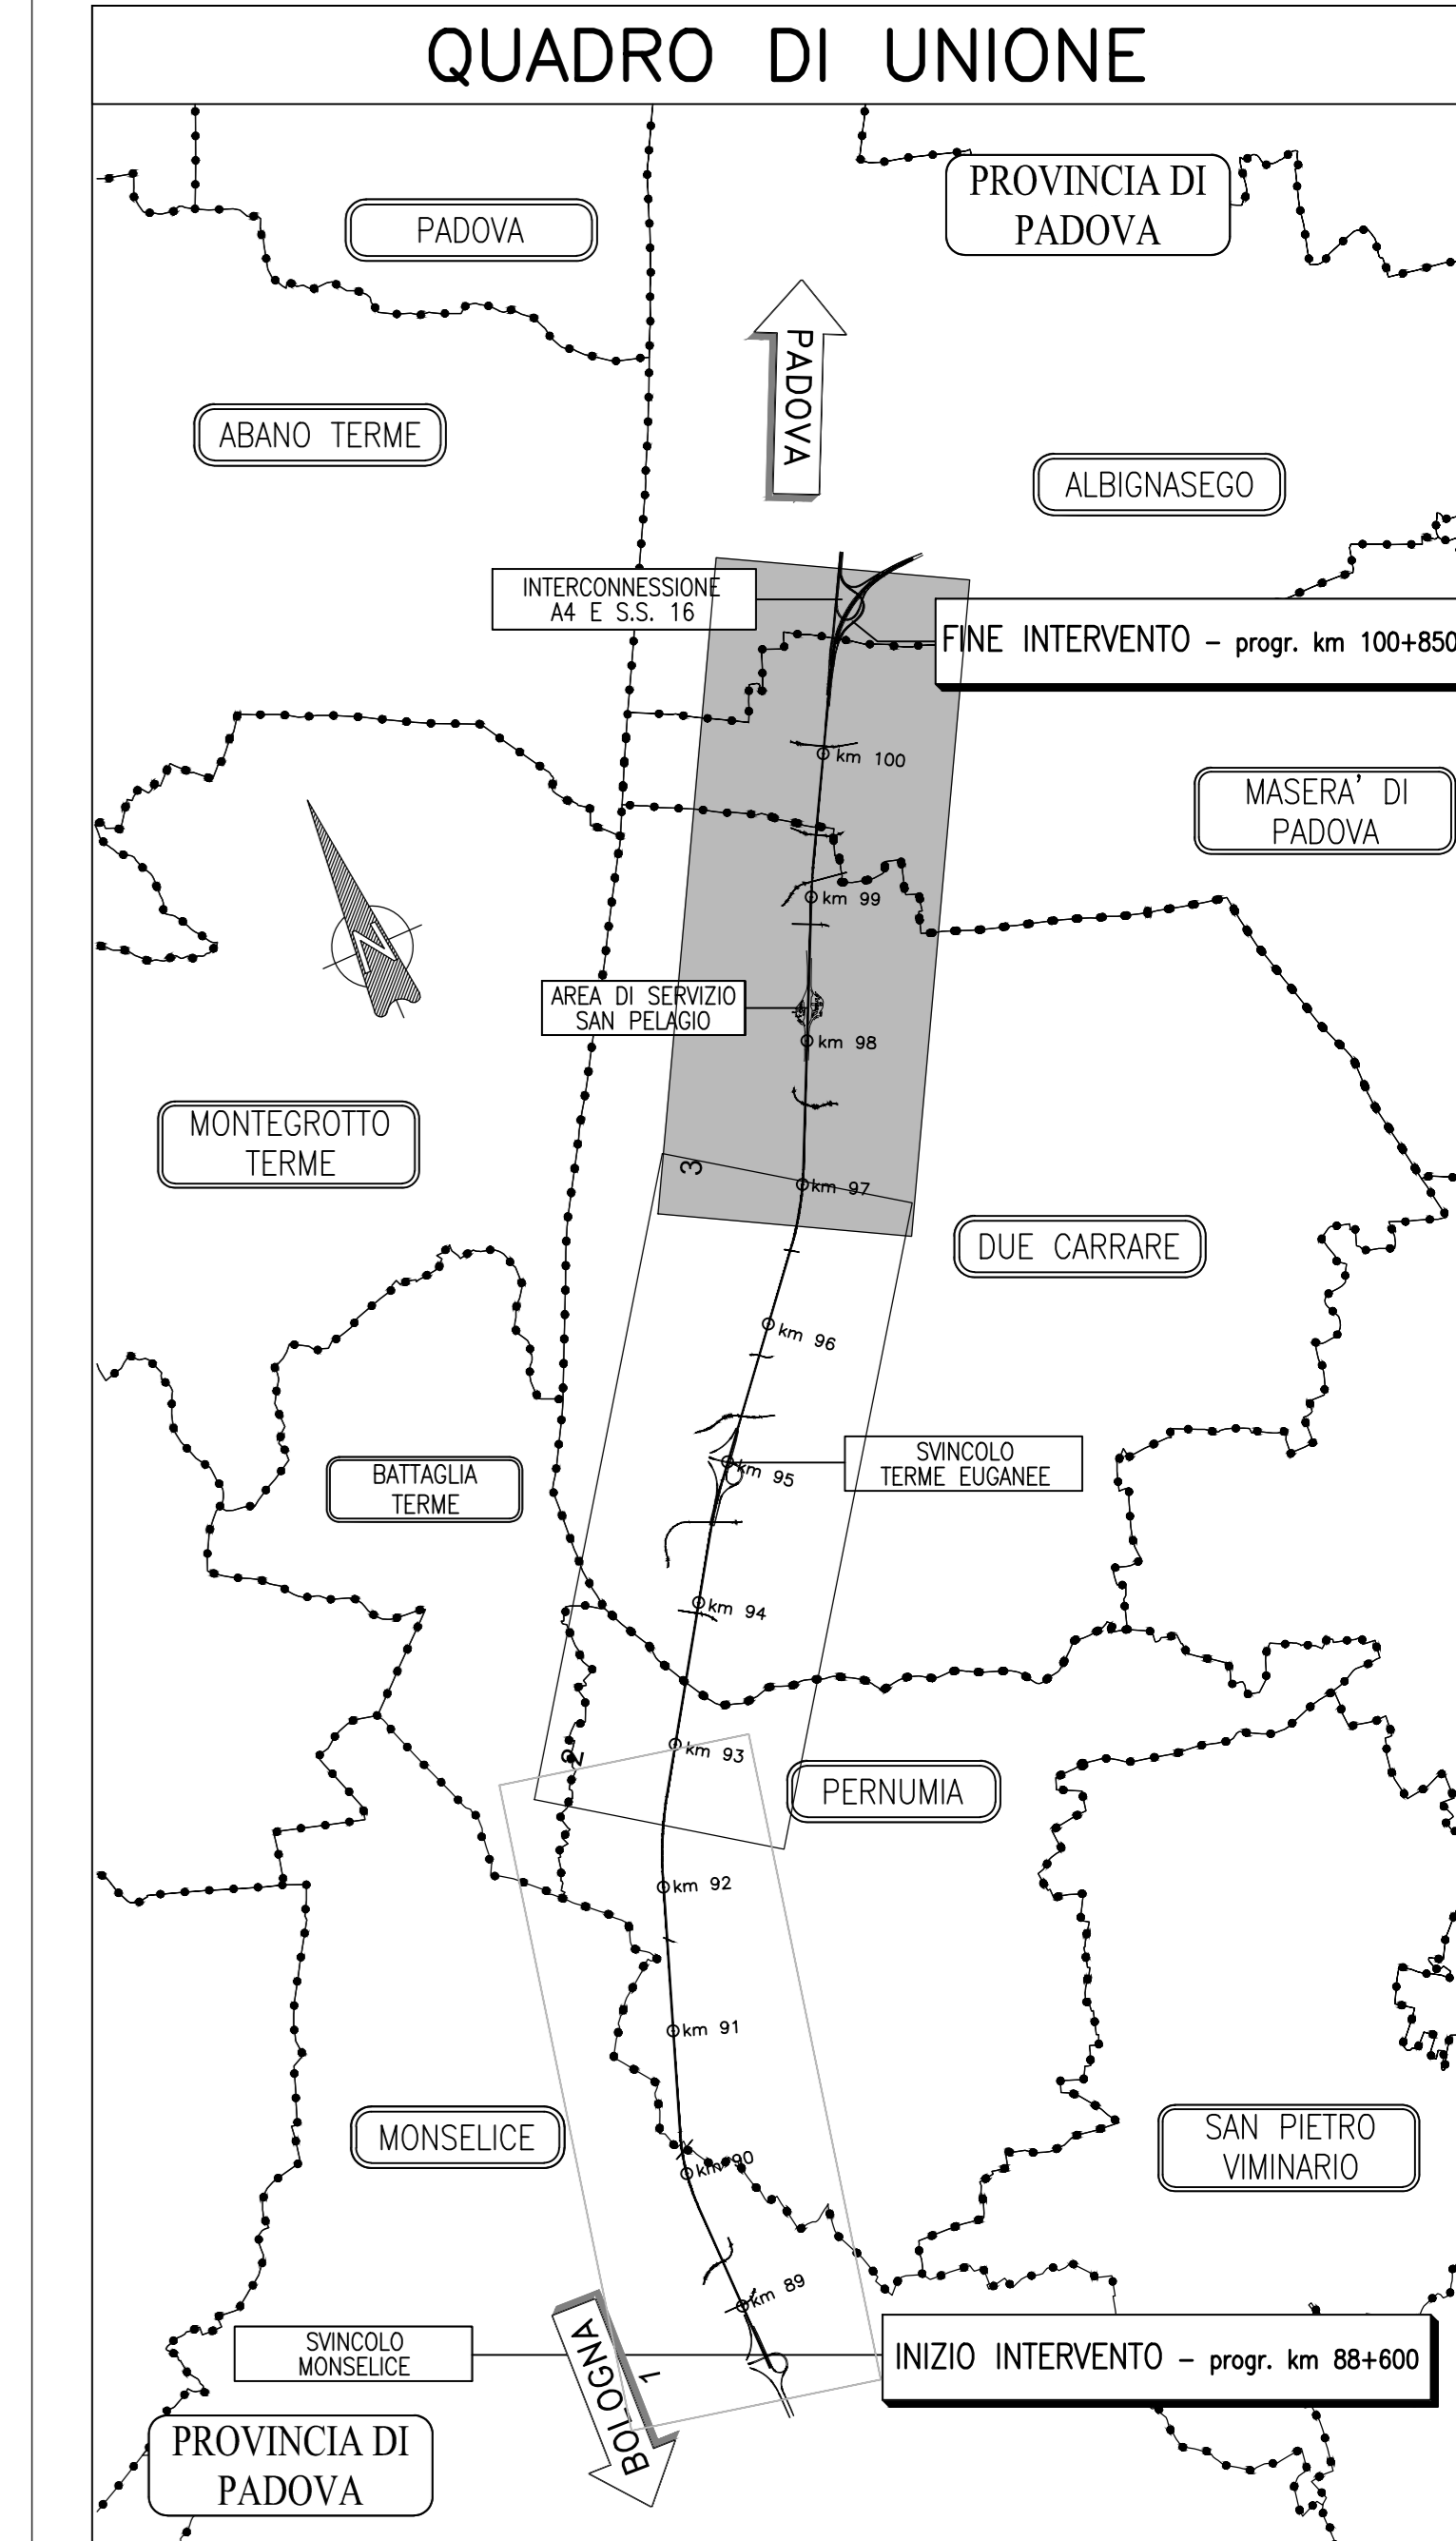 QUADRO DI UNIONE
PROVINCIA DI
PADOVA
PADOVA
PADOVA
ABANO TERME
ALBIGNASEGO
INTERCONNESSIONE
A4 E S.S. 16
FINE INTERVENTO – progr. km 100+850
km 100
MASERA' DI
PADOVA
km 99
N
AREA DI SERVIZIO
SAN PELAGIO
km 98
MONTEGROTTO
TERME
3
km 97
DUE CARRARE
km 96
SVINCOLO
TERME EUGANEE
km 95
BATTAGLIA
TERME
km 94
2
km 93
PERNUMIA
km 92
km 91
MONSELICE
SAN PIETRO
VIMINARIO
km 90
km 89
SVINCOLO
MONSELICE
INIZIO INTERVENTO – progr. km 88+600
1
BOLOGNA
PROVINCIA DI
PADOVA